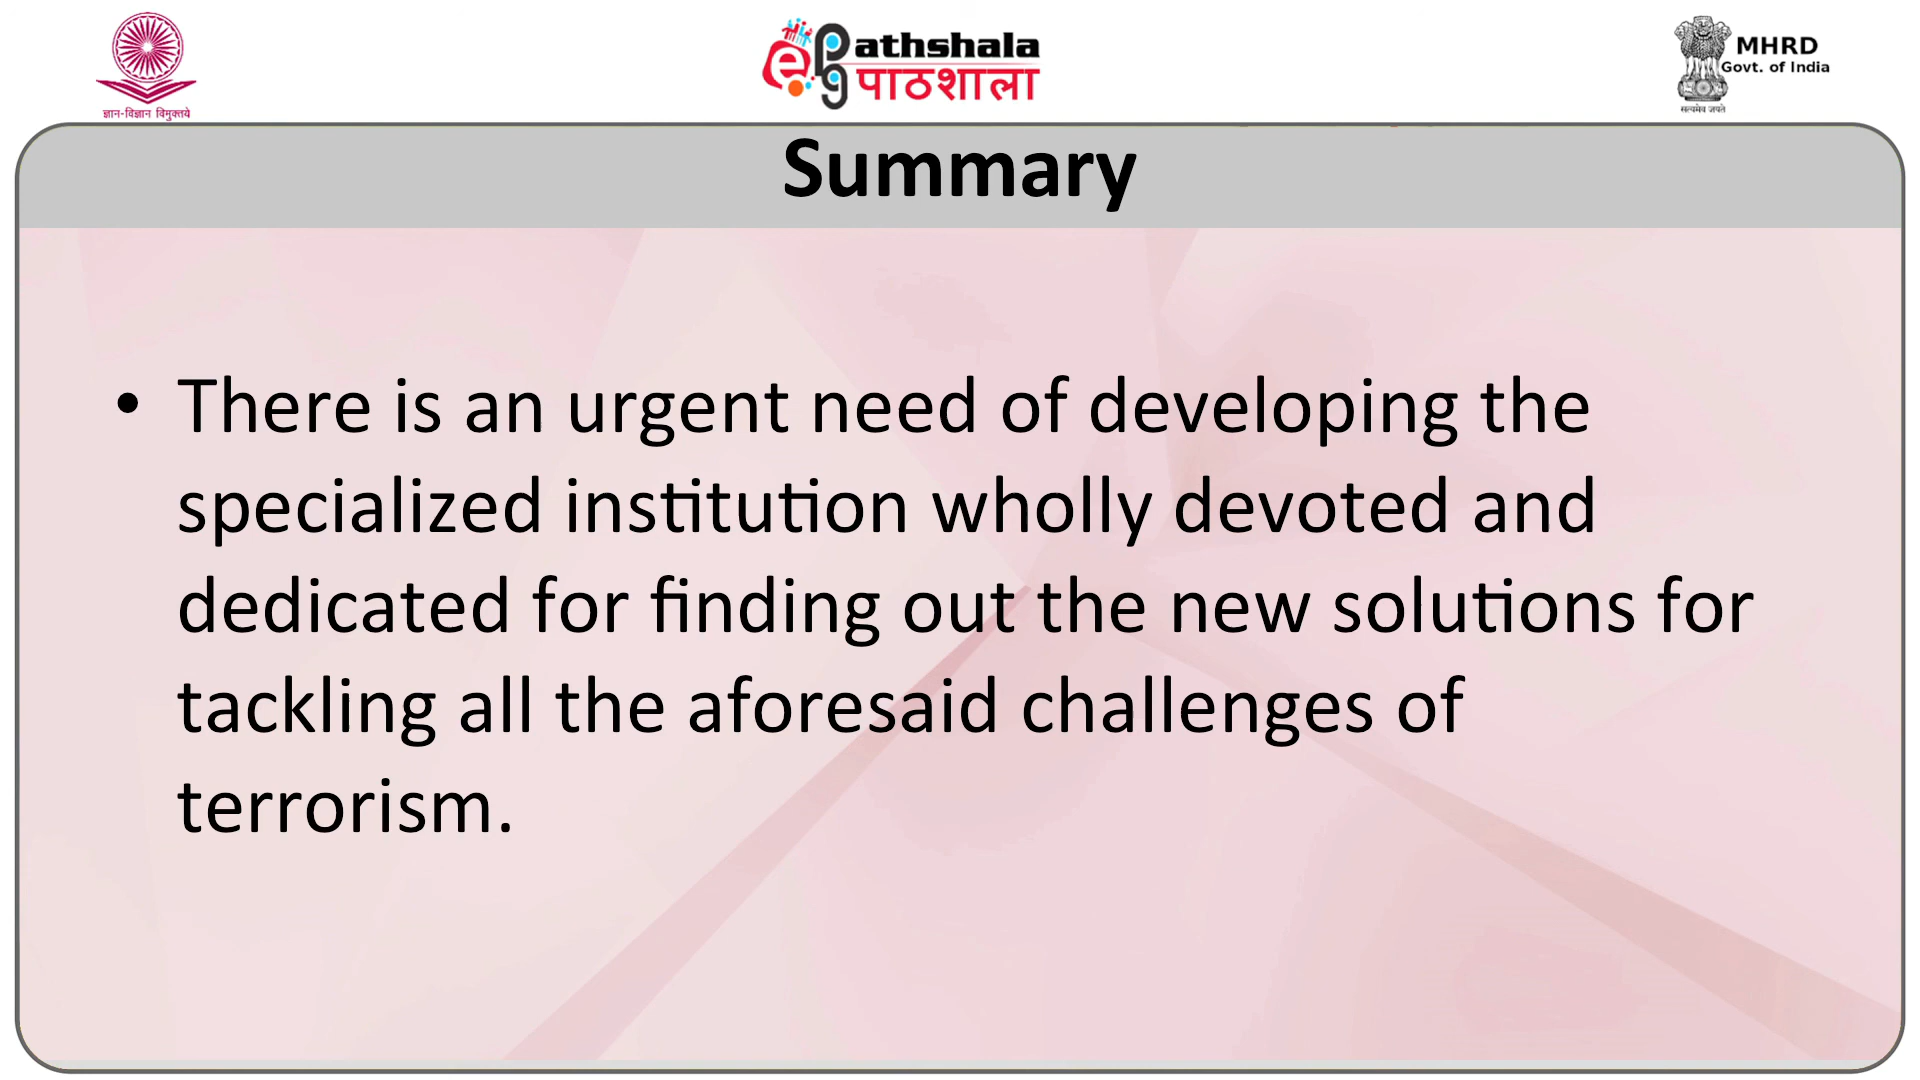 ज्ञान-विज्ञान विमुक्तये
epg Pathshala
पाठशाला
MHRD
Govt. of India
सत्यमेव जयते
Summary
• There is an urgent need of developing the
specialized institution wholly devoted and
dedicated for finding out the new solutions for
tackling all the aforesaid challenges of
terrorism.